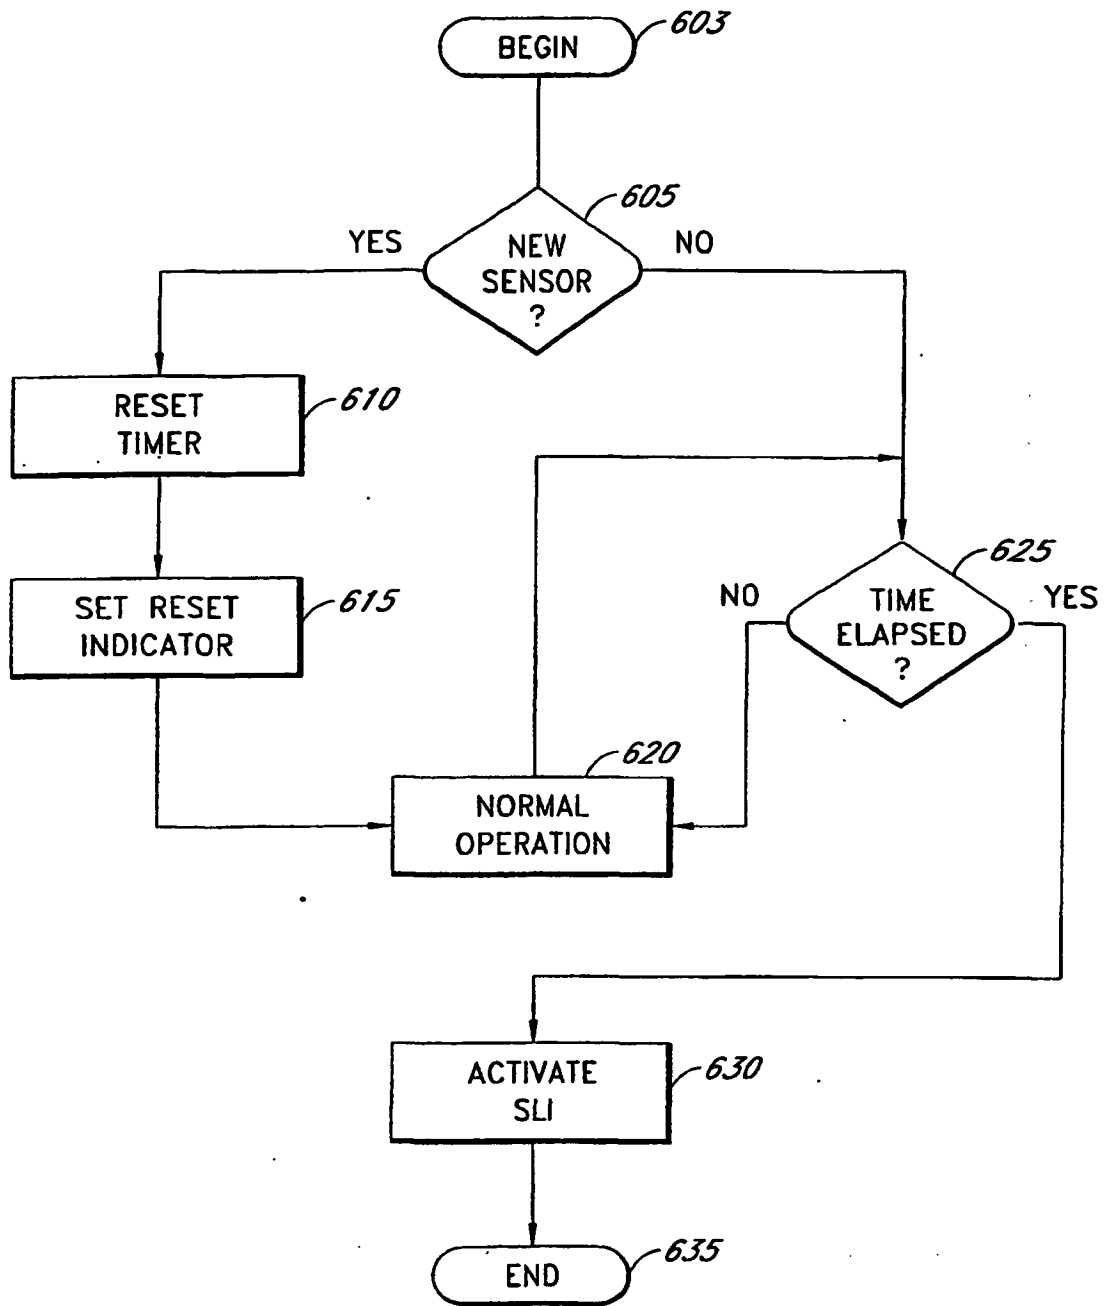 BEGIN
603
605
YES
NEW
SENSOR
?
NO
RESET
TIMER
610
SET RESET
INDICATOR
615
625
NO
TIME
ELAPSED
?
YES
620
NORMAL
OPERATION
ACTIVATE
SLI
630
END
635